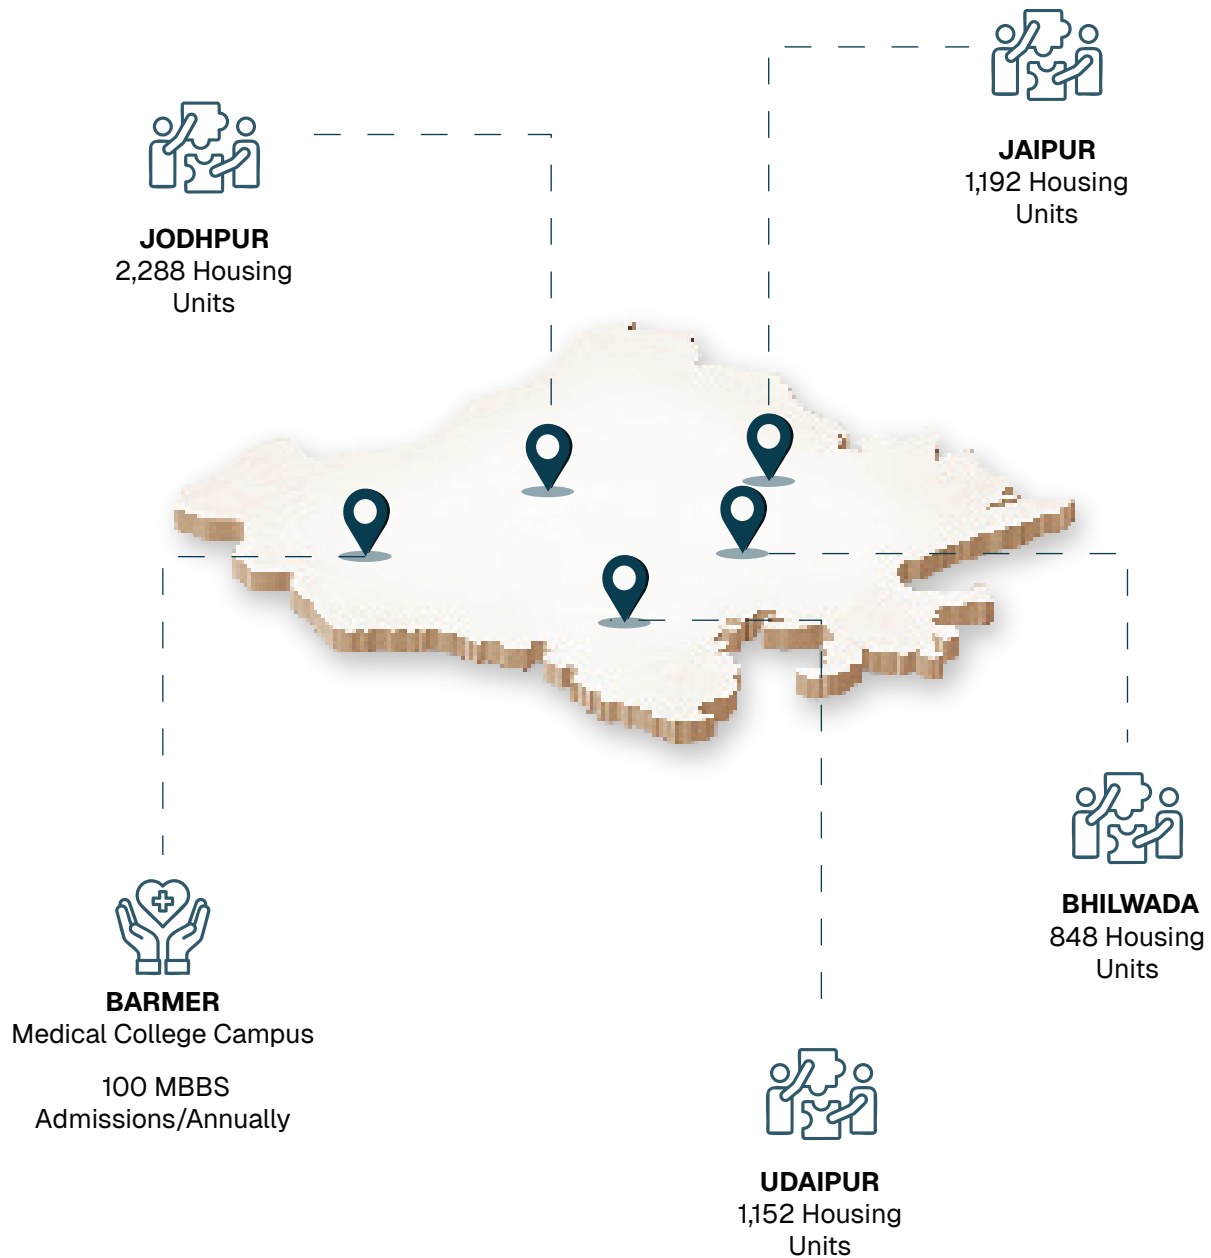 JAIPUR
1,192 Housing
Units
JODHPUR
2,288 Housing
Units
BHILWADA
848 Housing
Units
BARMER
Medical College Campus
100 MBBS
Admissions/Annually
UDAIPUR
1,152 Housing
Units